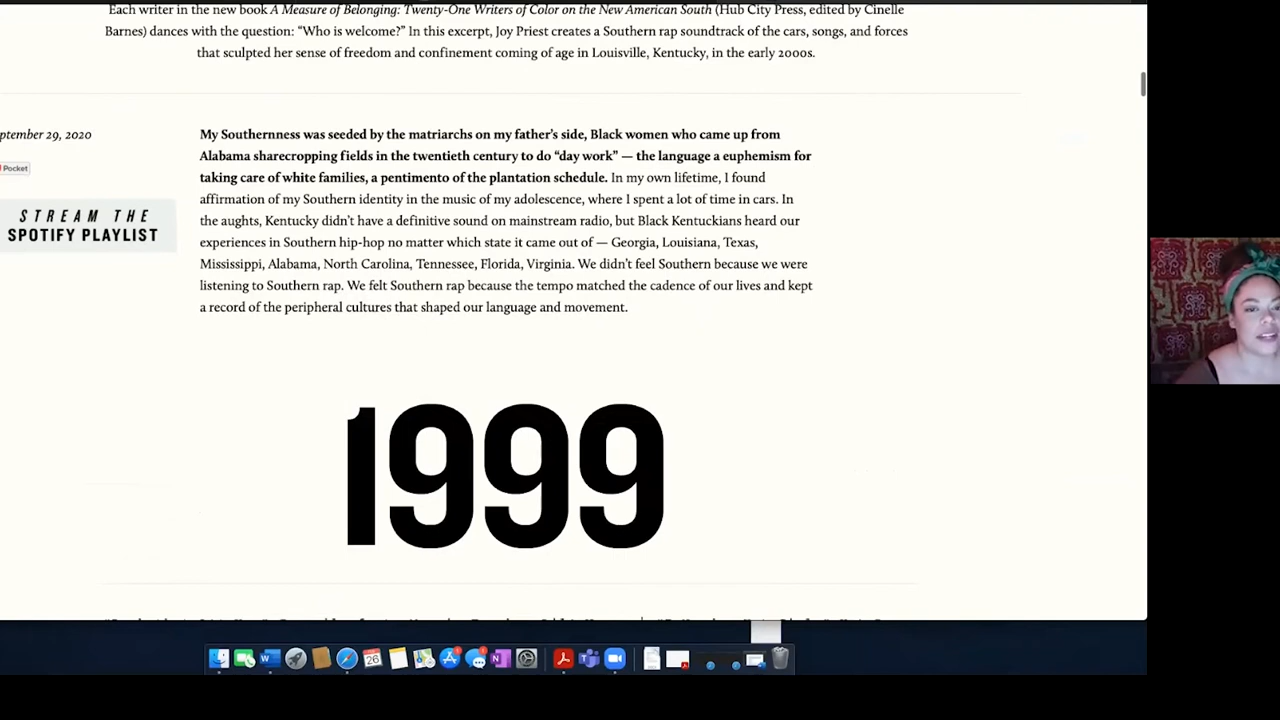 Each writer in the new book A Measure of Belonging: Twenty-One Writers of Color on the New American South (Hub City Press, edited by Cinelle
Barnes) dances with the question: “Who is welcome?” In this excerpt, Joy Priest creates a Southern rap soundtrack of the cars, songs, and forces
that sculpted her sense of freedom and confinement coming of age in Louisville, Kentucky, in the early 2000s.
ptember 29, 2020
Pocket
STREAM THE
SPOTIFY PLAYLIST
My Southernness was seeded by the matriarchs on my father’s side, Black women who came up from
Alabama sharecropping fields in the twentieth century to do “day work” — the language a euphemism for
taking care of white families, a pentimento of the plantation schedule. In my own lifetime, I found
affirmation of my Southern identity in the music of my adolescence, where I spent a lot of time in cars. In
the aughts, Kentucky didn’t have a definitive sound on mainstream radio, but Black Kentuckians heard our
experiences in Southern hip-hop no matter which state it came out of — Georgia, Louisiana, Texas,
Mississippi, Alabama, North Carolina, Tennessee, Florida, Virginia. We didn’t feel Southern because we were
listening to Southern rap. We felt Southern rap because the tempo matched the cadence of our lives and kept
a record of the peripheral cultures that shaped our language and movement.
1999
26